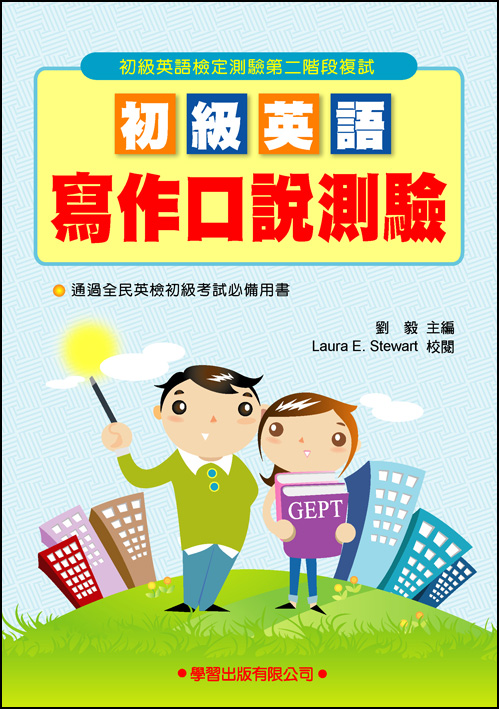 初級英語檢定測驗第二階段複試
初級英語
寫作口說測驗
通過全民英檢初級考試必備用書
劉 毅 主編
Laura E. Stewart 校閱
GEPT
• 學習出版有限公司 •